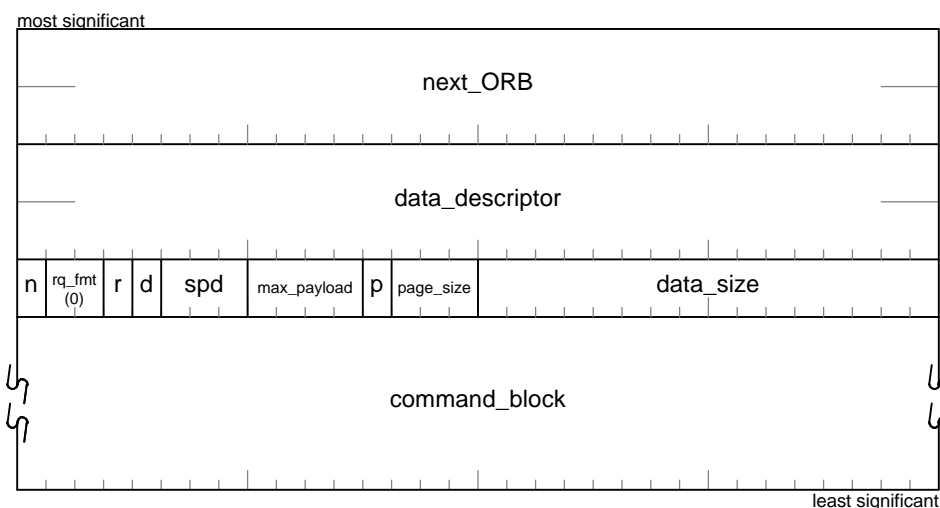 most significant
next_ORB
data_descriptor
n rq_fmt r d spd max_payload p page_size data_size
(0)
command_block
least significant